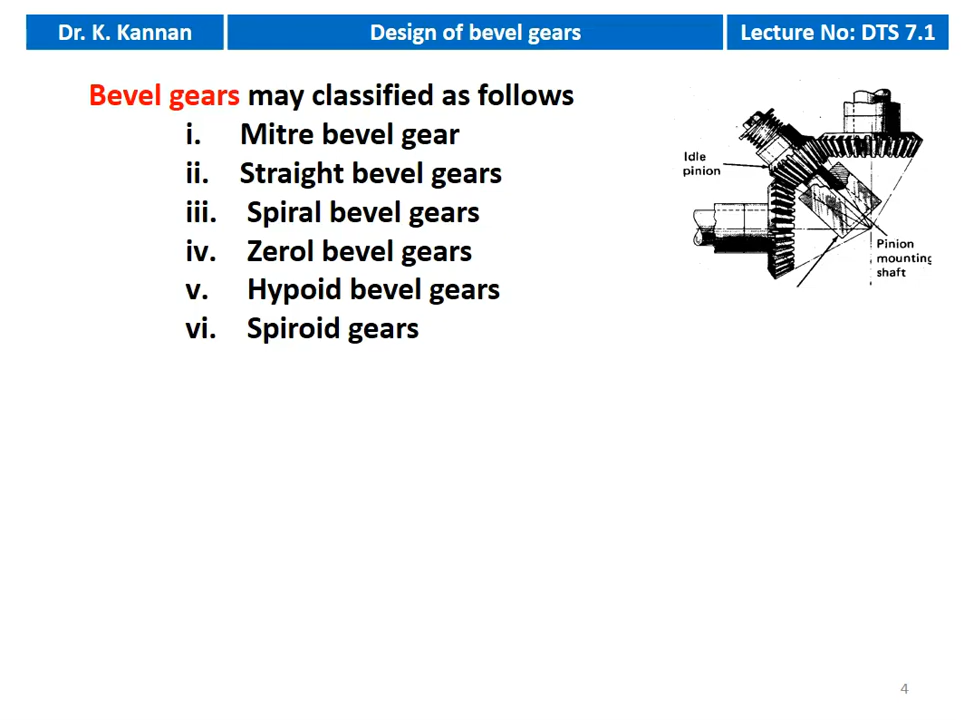 Dr. K. Kannan
Design of bevel gears
Lecture No: DTS 7.1
Bevel gears may classified as follows
i. Mitre bevel gear
ii. Straight bevel gears
iii. Spiral bevel gears
iv. Zerol bevel gears
v. Hypoid bevel gears
vi. Spiroid gears
Idle
pinion
Pinion
mounting
shaft
4